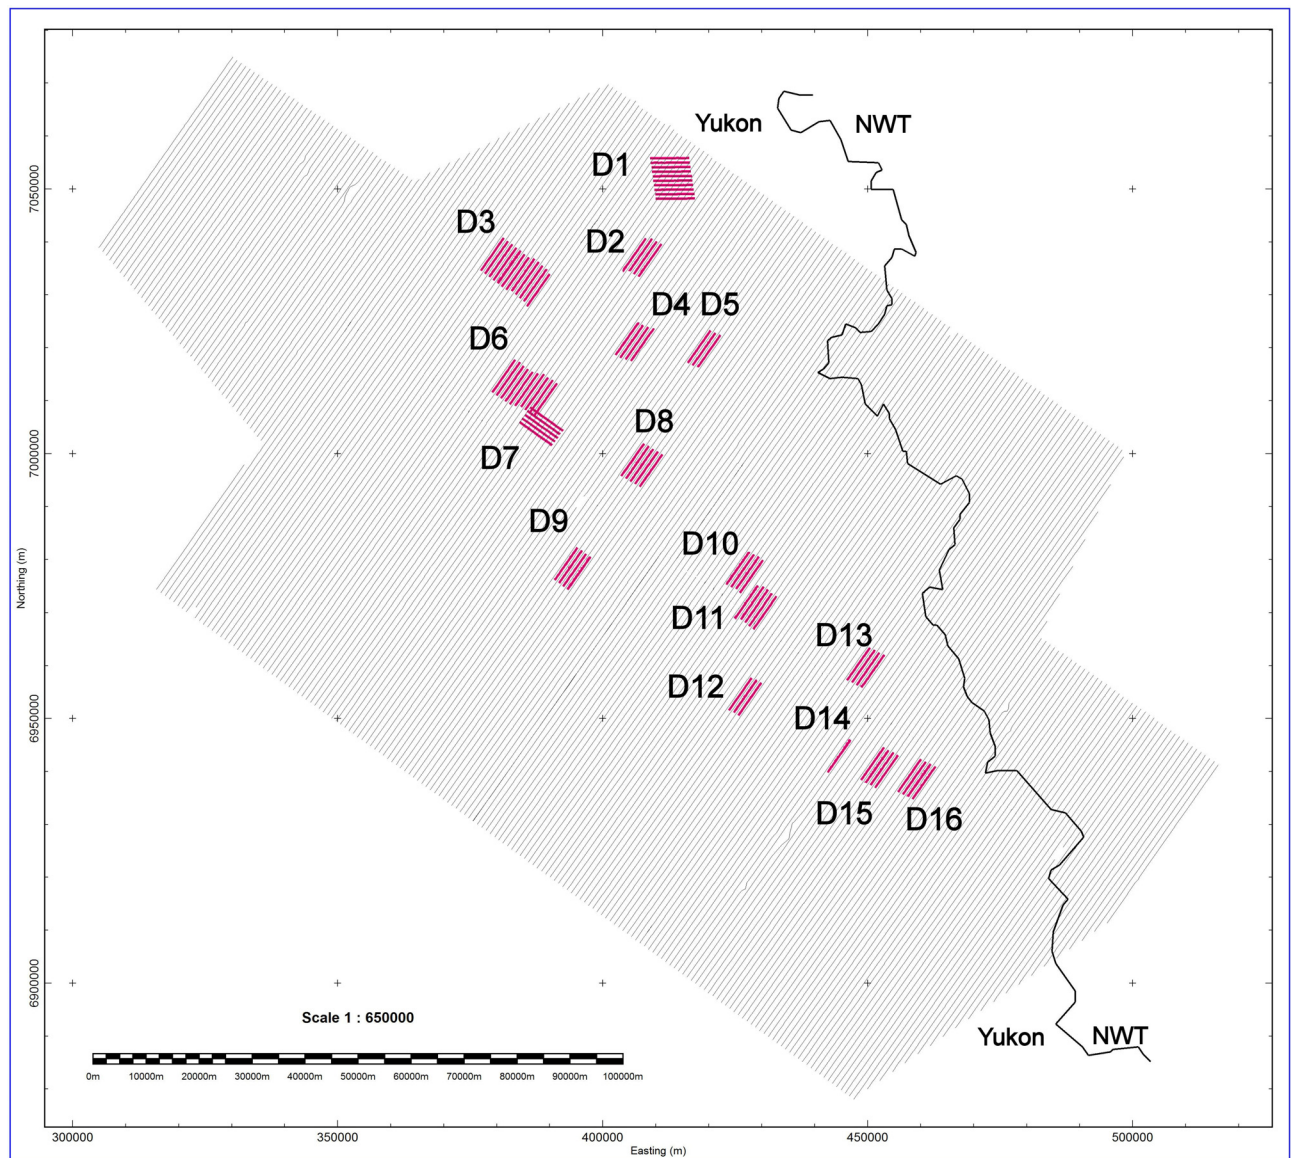 Yukon NWT
D1
D3
D2
D4 D5
D6
D8
D7
D9
D10
D11
D13
D12
D14
D15
D16
Yukon NWT
Scale 1 : 650000
0m 10000m 20000m 30000m 40000m 50000m 60000m 70000m 80000m 90000m 100000m
7050000
7000000
6950000
6900000
Northing (m)
300000 350000 400000 450000 500000
Easting (m)